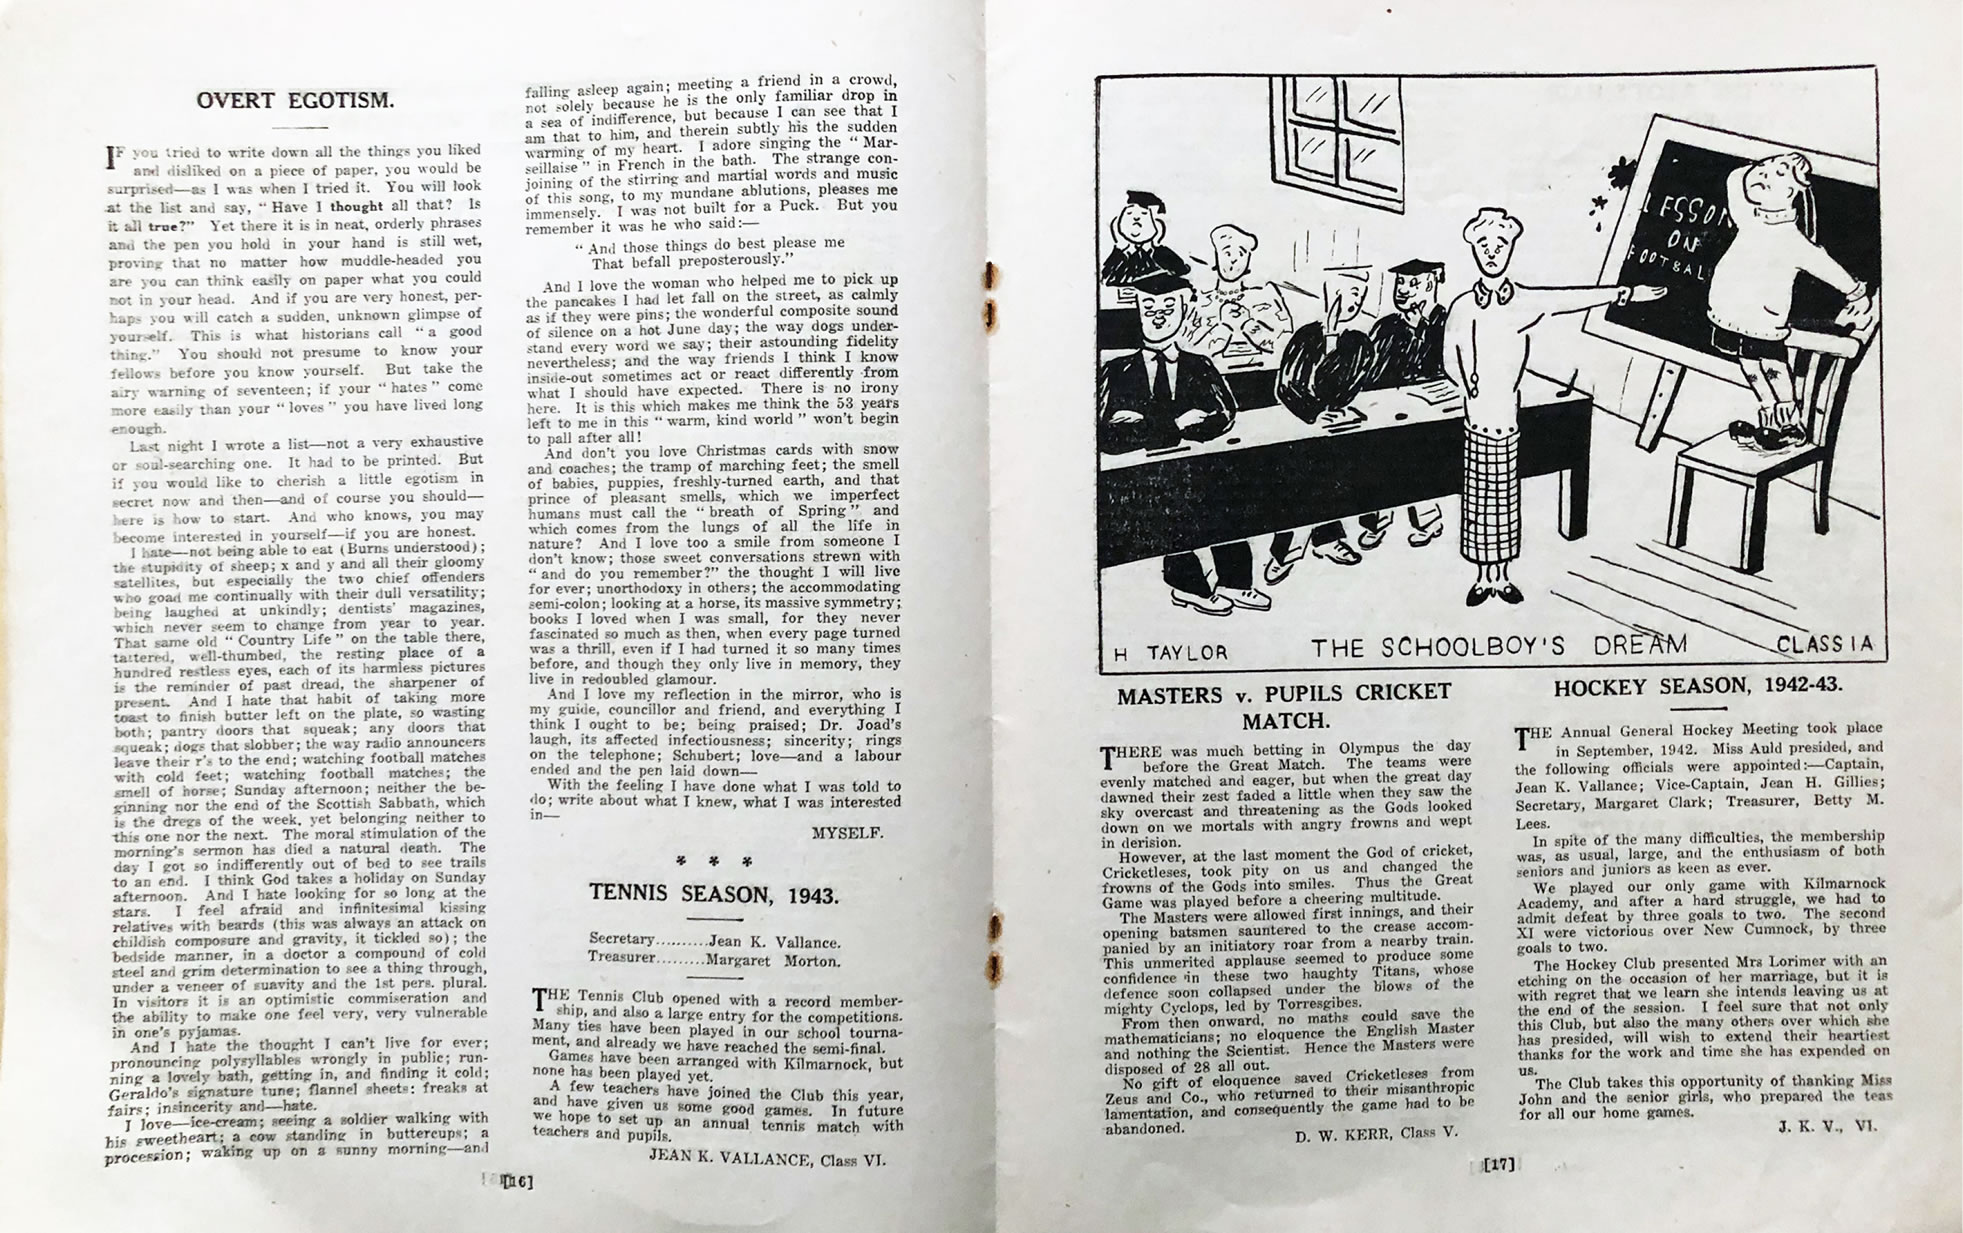 OVERT EGOTISM.
IF you tried to write down all the things you liked
and disliked on a piece of paper, you would be
surprised—as I was when I tried it. You will look
at the list and say, “Have I thought all that? Is
it all true?” Yet there it is in neat, orderly phrases
and the pen you hold in your hand is still wet,
proving that no matter how muddle-headed you
are you can think easily on paper what you could
not in your head. And if you are very honest, per-
haps you will catch a sudden, unknown glimpse of
yourself. This is what historians call “a good
thing.” You should not presume to know your
fellows before you know yourself. But take the
airy warning of seventeen; if your “hates” come
more easily than your “loves” you have lived long
enough.
Last night I wrote a list—not a very exhaustive
or soul-searching one. It had to be printed. But
if you would like to cherish a little egotism in
secret now and then—and of course you should—
here is how to start. And who knows, you may
become interested in yourself—if you are honest.
I hate—not being able to eat (Burns understood);
the stupidity of sheep; x and y and all their gloomy
satellites, but especially the two chief offenders
who goad me continually with their dull versatility;
being laughed at unkindly; dentists' magazines,
which never seem to change from year to year.
That same old “Country Life” on the table there,
tattered, well-thumbed, the resting place of a
hundred restless eyes, each of its harmless pictures
is the reminder of past dread, the sharpener of
present. And I hate that habit of taking more
toast to finish butter left on the plate, so wasting
both; pantry doors that squeak; any doors that
squeak; dogs that slobber; the way radio announcers
leave their r's to the end; watching football matches
with cold feet; watching football matches; the
smell of horse; Sunday afternoon; neither the be-
ginning nor the end of the Scottish Sabbath, which
is the dregs of the week, yet belonging neither to
this one nor the next. The moral stimulation of the
morning's sermon has died a natural death. The
day I got so indifferently out of bed to see trails
to an end. I think God takes a holiday on Sunday
afternoon. And I hate looking for so long at the
stars. I feel afraid and infinitesimal kissing
relatives with beards (this was always an attack on
childish composure and gravity, it tickled so); the
bedside manner, in a doctor a compound of cold
steel and grim determination to see a thing through,
under a veneer of suavity and the 1st pers. plural.
In visitors it is an optimistic commiseration and
the ability to make one feel very, very vulnerable
in one's pyjamas.
And I hate the thought I can't live for ever;
pronouncing polysyllables wrongly in public; run-
ning a lovely bath, getting in, and finding it cold;
Geraldo's signature tune; flannel sheets: freaks at
fairs; insincerity and—hate.
I love—ice-cream; seeing a soldier walking with
his sweetheart; a cow standing in buttercups; a
procession; waking up on a sunny morning—and
falling asleep again; meeting a friend in a crowd,
not solely because he is the only familiar drop in
a sea of indifference, but because I can see that I
am that to him, and therein subtly his the sudden
warming of my heart. I adore singing the “Mar-
seillaise” in French in the bath. The strange con-
joining of the stirring and martial words and music
of this song, to my mundane ablutions, pleases me
immensely. I was not built for a Puck. But you
remember it was he who said:—
“And those things do best please me
That befall preposterously.”
And I love the woman who helped me to pick up
the pancakes I had let fall on the street, as calmly
as if they were pins; the wonderful composite sound
of silence on a hot June day; the way dogs under-
stand every word we say; their astounding fidelity
nevertheless; and the way friends I think I know
inside-out sometimes act or react differently from
what I should have expected. There is no irony
here. It is this which makes me think the 53 years
left to me in this “warm, kind world” won't begin
to pall after all!
And don't you love Christmas cards with snow
and coaches; the tramp of marching feet; the smell
of babies, puppies, freshly-turned earth, and that
prince of pleasant smells, which we imperfect
humans must call the “breath of Spring” and
which comes from the lungs of all the life in
nature? And I love too a smile from someone I
don't know; those sweet conversations strewn with
“and do you remember?” the thought I will live
for ever; unorthodoxy in others; the accommodating
semi-colon; looking at a horse, its massive symmetry;
books I loved when I was small, for they never
fascinated so much as then, when every page turned
was a thrill, even if I had turned it so many times
before, and though they only live in memory, they
live in redoubled glamour.
And I love my reflection in the mirror, who is
my guide, councillor and friend, and everything I
think I ought to be; being praised; Dr. Joad's
laugh, its affected infectiousness; sincerity; rings
on the telephone; Schubert; love—and a labour
ended and the pen laid down—
With the feeling I have done what I was told to
do; write about what I knew, what I was interested
in—
MYSELF.
* * *
TENNIS SEASON, 1943.
Secretary..........Jean K. Vallance.
Treasurer.........Margaret Morton.
THE Tennis Club opened with a record member-
ship, and also a large entry for the competitions.
Many ties have been played in our school tourna-
ment, and already we have reached the semi-final.
Games have been arranged with Kilmarnock, but
none has been played yet.
A few teachers have joined the Club this year,
and have given us some good games. In future
we hope to set up an annual tennis match with
teachers and pupils.
JEAN K. VALLANCE, Class VI.
[16]
LESSON
ON
FOOTBAL
H TAYLOR THE SCHOOLBOY'S DREAM CLASS IA
MASTERS v. PUPILS CRICKET
MATCH.
THERE was much betting in Olympus the day
before the Great Match. The teams were
evenly matched and eager, but when the great day
dawned their zest faded a little when they saw the
sky overcast and threatening as the Gods looked
down on we mortals with angry frowns and wept
in derision.
However, at the last moment the God of cricket,
Cricketleses, took pity on us and changed the
frowns of the Gods into smiles. Thus the Great
Game was played before a cheering multitude.
The Masters were allowed first innings, and their
opening batsmen sauntered to the crease accom-
panied by an initiatory roar from a nearby train.
This unmerited applause seemed to produce some
confidence in these two haughty Titans, whose
defence soon collapsed under the blows of the
mighty Cyclops, led by Torresgibes.
From then onward, no maths could save the
mathematicians; no eloquence the English Master
and nothing the Scientist. Hence the Masters were
disposed of 28 all out.
No gift of eloquence saved Cricketleses from
Zeus and Co., who returned to their misanthropic
lamentation, and consequently the game had to be
abandoned.
D. W. KERR, Class V.
HOCKEY SEASON, 1942-43.
THE Annual General Hockey Meeting took place
in September, 1942. Miss Auld presided, and
the following officials were appointed:—Captain,
Jean K. Vallance; Vice-Captain, Jean H. Gillies;
Secretary, Margaret Clark; Treasurer, Betty M.
Lees.
In spite of the many difficulties, the membership
was, as usual, large, and the enthusiasm of both
seniors and juniors as keen as ever.
We played our only game with Kilmarnock
Academy, and after a hard struggle, we had to
admit defeat by three goals to two. The second
XI were victorious over New Cumnock, by three
goals to two.
The Hockey Club presented Mrs Lorimer with an
etching on the occasion of her marriage, but it is
with regret that we learn she intends leaving us at
the end of the session. I feel sure that not only
this Club, but also the many others over which she
has presided, will wish to extend their heartiest
thanks for the work and time she has expended on
us.
The Club takes this opportunity of thanking Miss
John and the senior girls, who prepared the teas
for all our home games.
J. K. V., VI.
[17]